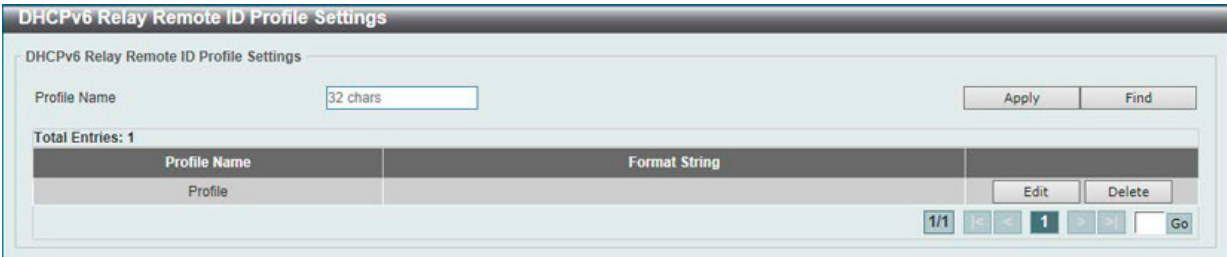 DHCPv6 Relay Remote ID Profile Settings
DHCPv6 Relay Remote ID Profile Settings
Profile Name 32 chars Apply Find
Total Entries: 1
Profile Name Format String
Profile Edit Delete
1/1 |< < 1 > >| Go